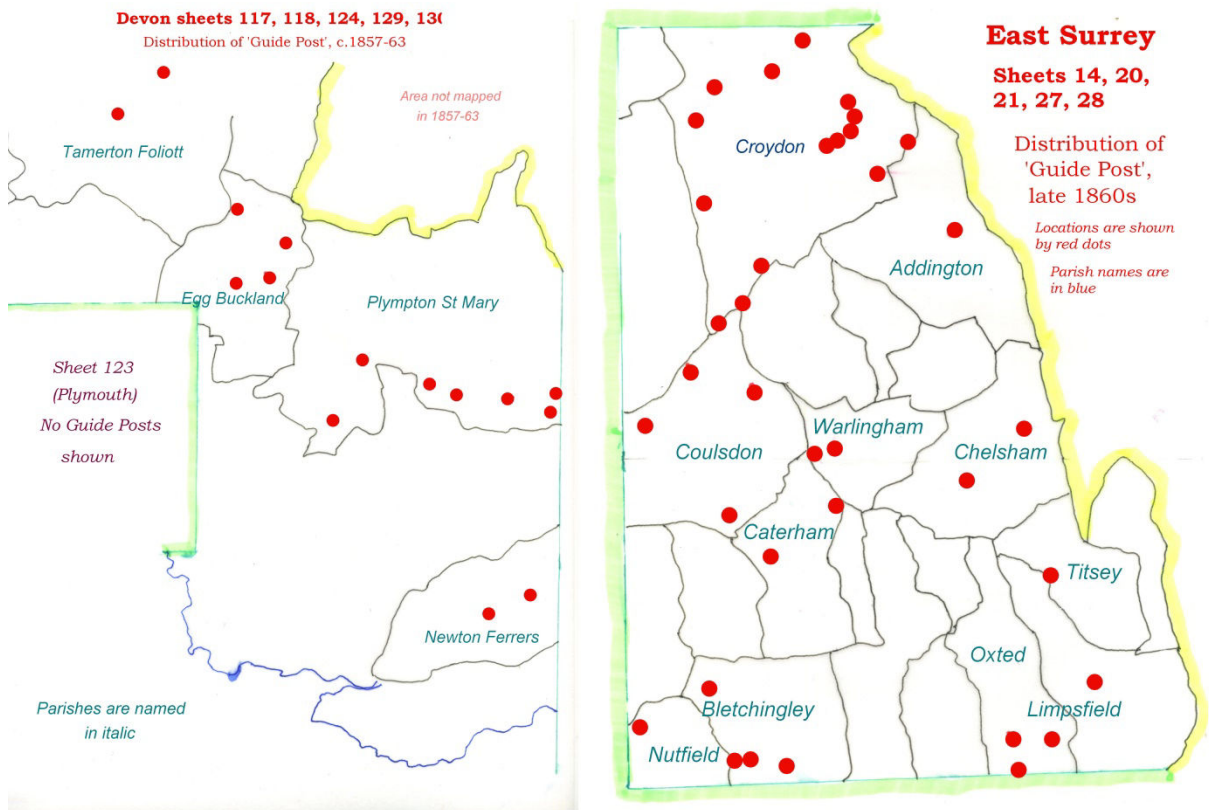 Devon sheets 117, 118, 124, 129, 130
Distribution of 'Guide Post', c.1857-63
Area not mapped
in 1857-63
Tamerton Foliott
Egg Buckland
Plympton St Mary
Sheet 123
(Plymouth)
No Guide Posts
shown
Newton Ferrers
Parishes are named
in italic
East Surrey
Sheets 14, 20,
21, 27, 28
Distribution of
'Guide Post',
late 1860s
Locations are shown
by red dots
Parish names are
in blue
Croydon
Addington
Coulsdon
Warlingham
Chelsham
Caterham
Titsey
Oxted
Bletchingley
Limpsfield
Nutfield